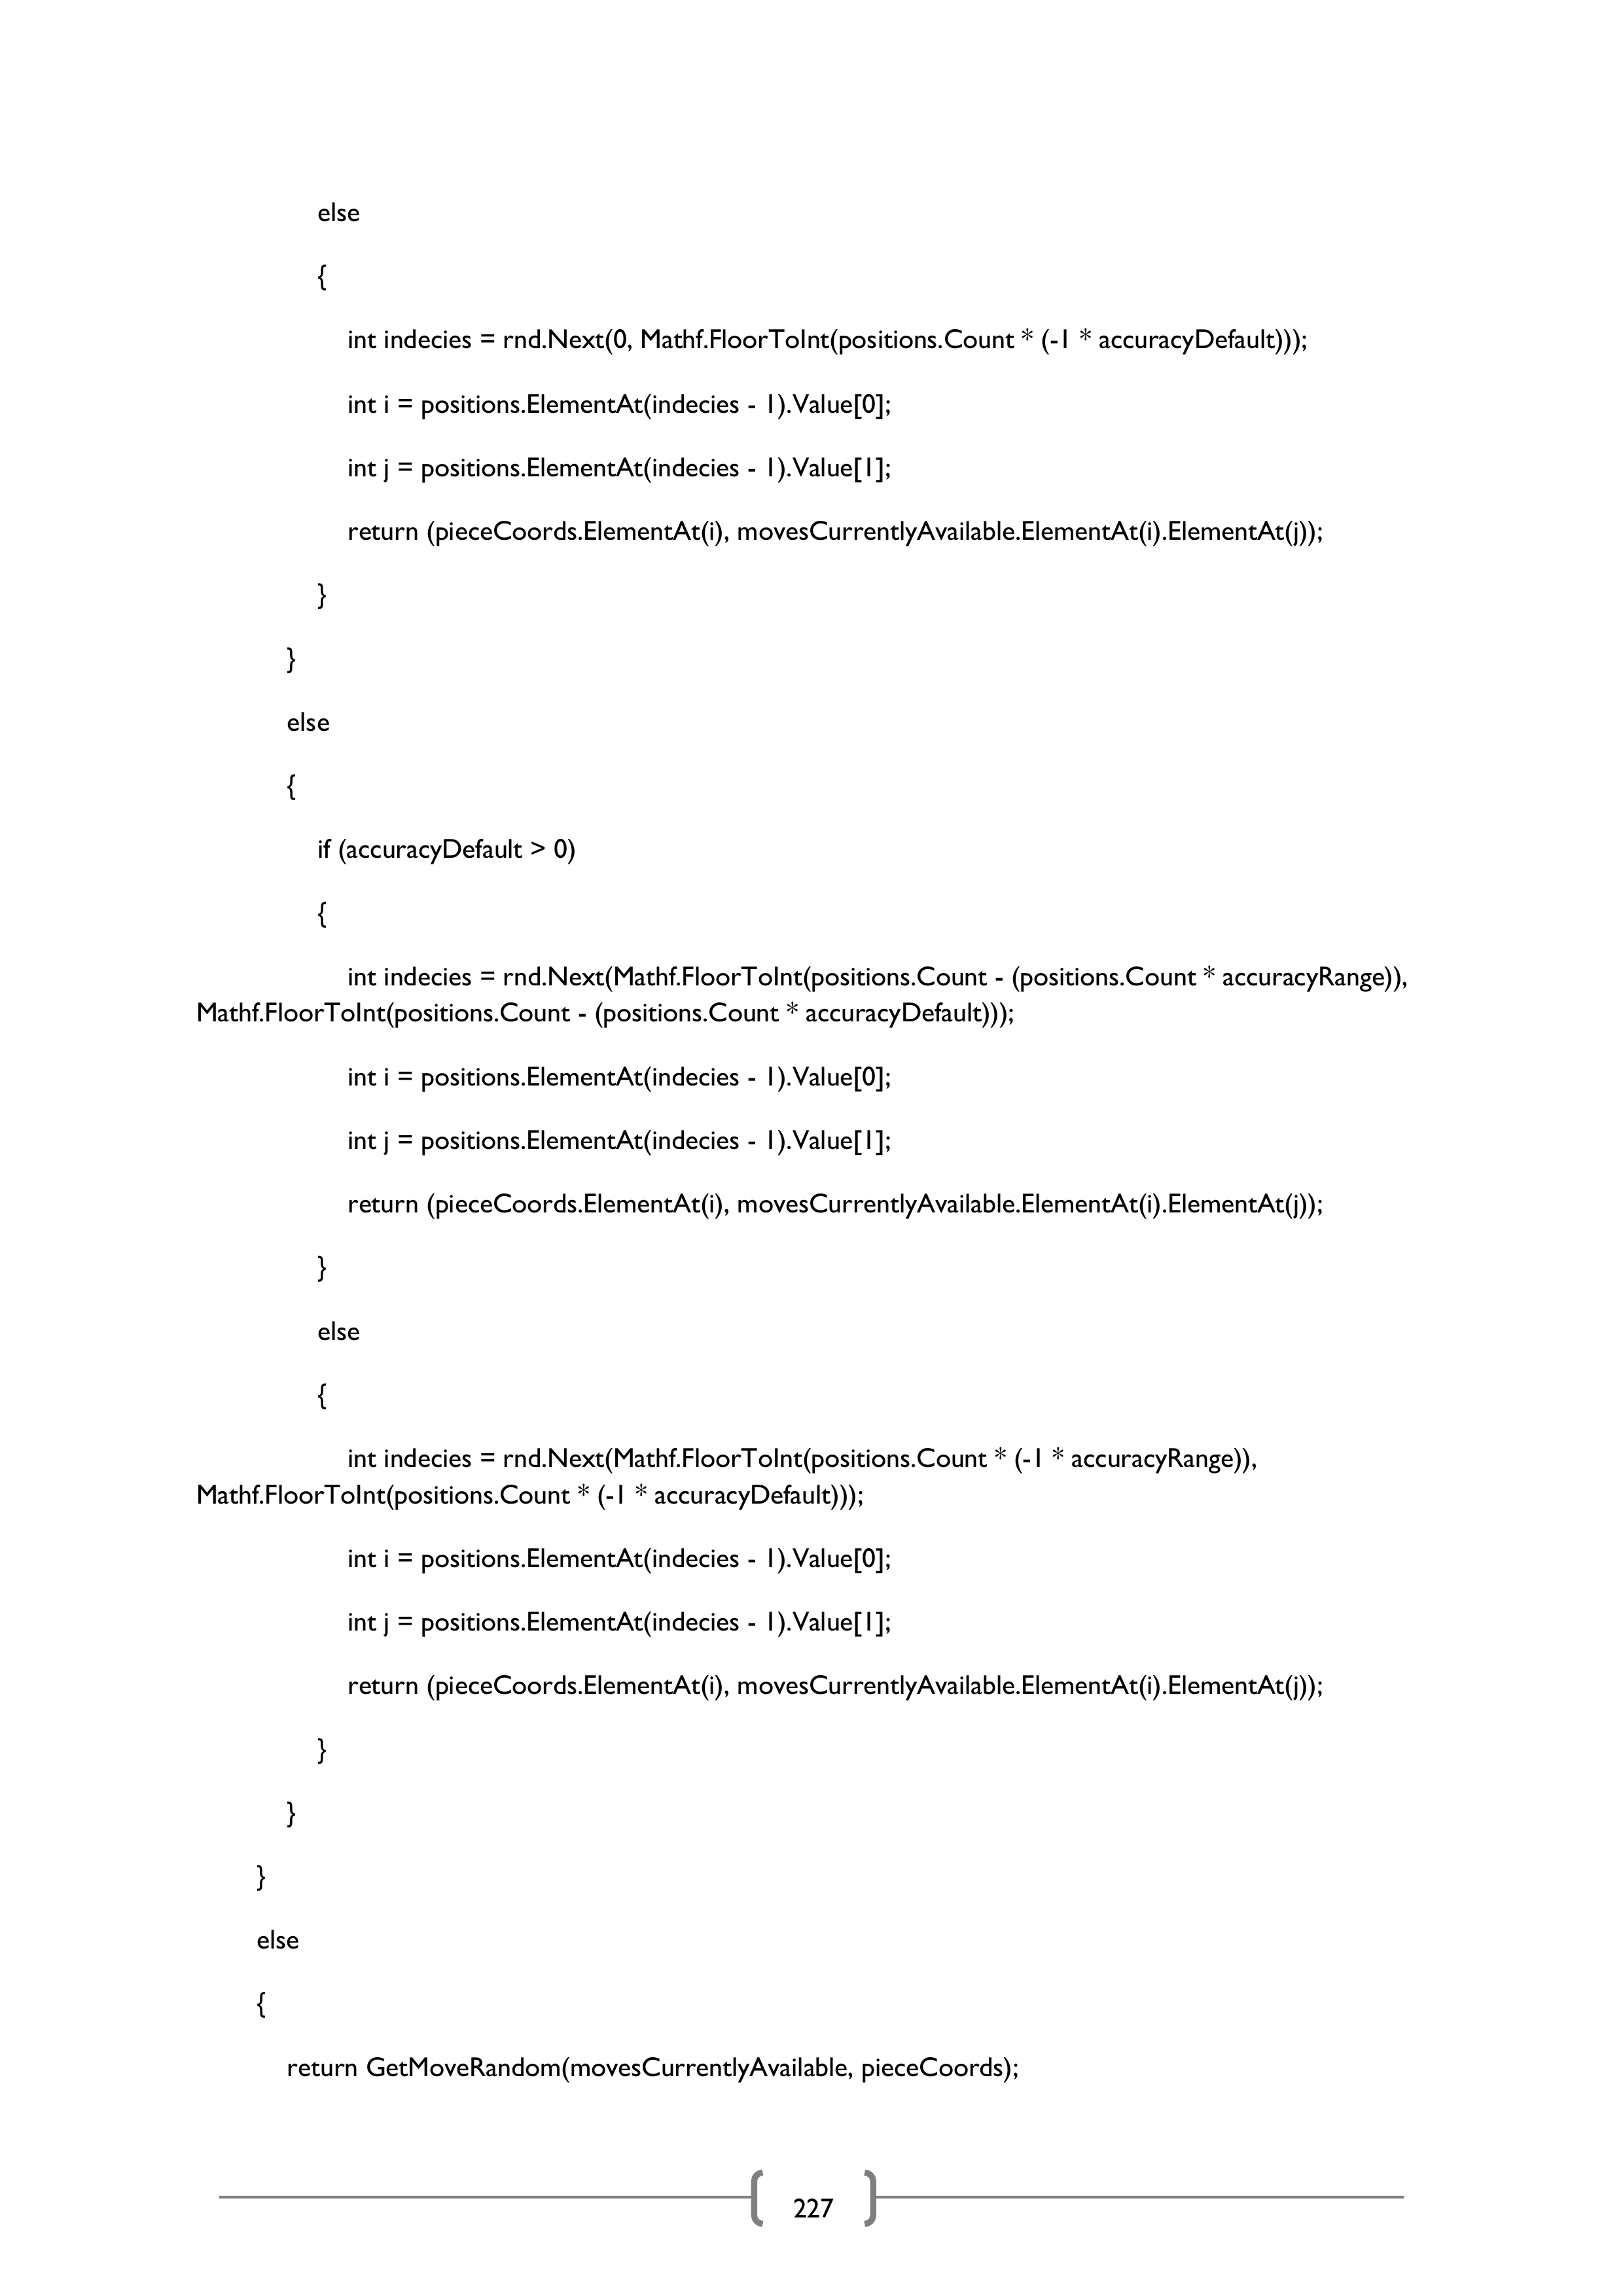 else
{
int indecies = rnd.Next(0, Mathf.FloorToInt(positions.Count * (-1 * accuracyDefault)));
int i = positions.ElementAt(indecies - 1).Value[0];
int j = positions.ElementAt(indecies - 1).Value[1];
return (pieceCoords.ElementAt(i), movesCurrentlyAvailable.ElementAt(i).ElementAt(j));
}
}
else
{
if (accuracyDefault > 0)
{
int indecies = rnd.Next(Mathf.FloorToInt(positions.Count - (positions.Count * accuracyRange)),
Mathf.FloorToInt(positions.Count - (positions.Count * accuracyDefault)));
int i = positions.ElementAt(indecies - 1).Value[0];
int j = positions.ElementAt(indecies - 1).Value[1];
return (pieceCoords.ElementAt(i), movesCurrentlyAvailable.ElementAt(i).ElementAt(j));
}
else
{
int indecies = rnd.Next(Mathf.FloorToInt(positions.Count * (-1 * accuracyRange)),
Mathf.FloorToInt(positions.Count * (-1 * accuracyDefault)));
int i = positions.ElementAt(indecies - 1).Value[0];
int j = positions.ElementAt(indecies - 1).Value[1];
return (pieceCoords.ElementAt(i), movesCurrentlyAvailable.ElementAt(i).ElementAt(j));
}
}
}
else
{
return GetMoveRandom(movesCurrentlyAvailable, pieceCoords);
227